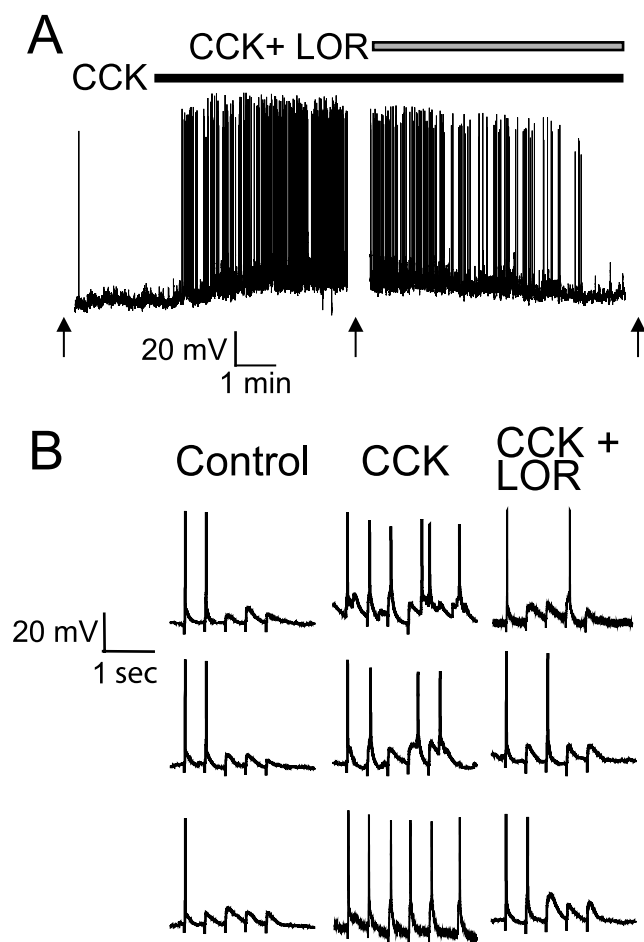 A
CCK+ LOR
CCK
20 mV
1 min
B
Control
CCK
CCK +
LOR
20 mV
1 sec